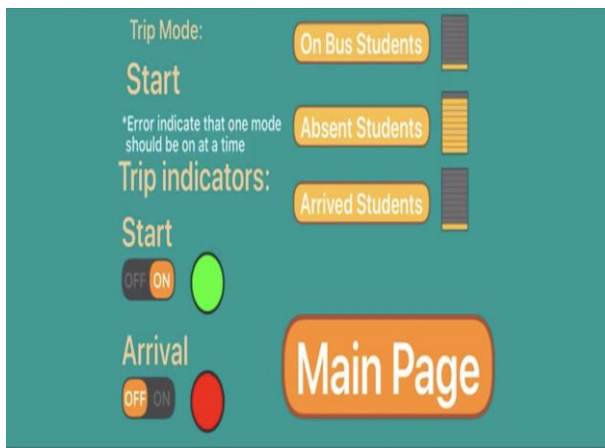 Trip Mode:
Start
*Error indicate that one mode
should be on at a time
Trip indicators:
Start
OFF ON
Arrival
OFF ON
On Bus Students
Absent Students
Arrived Students
Main Page